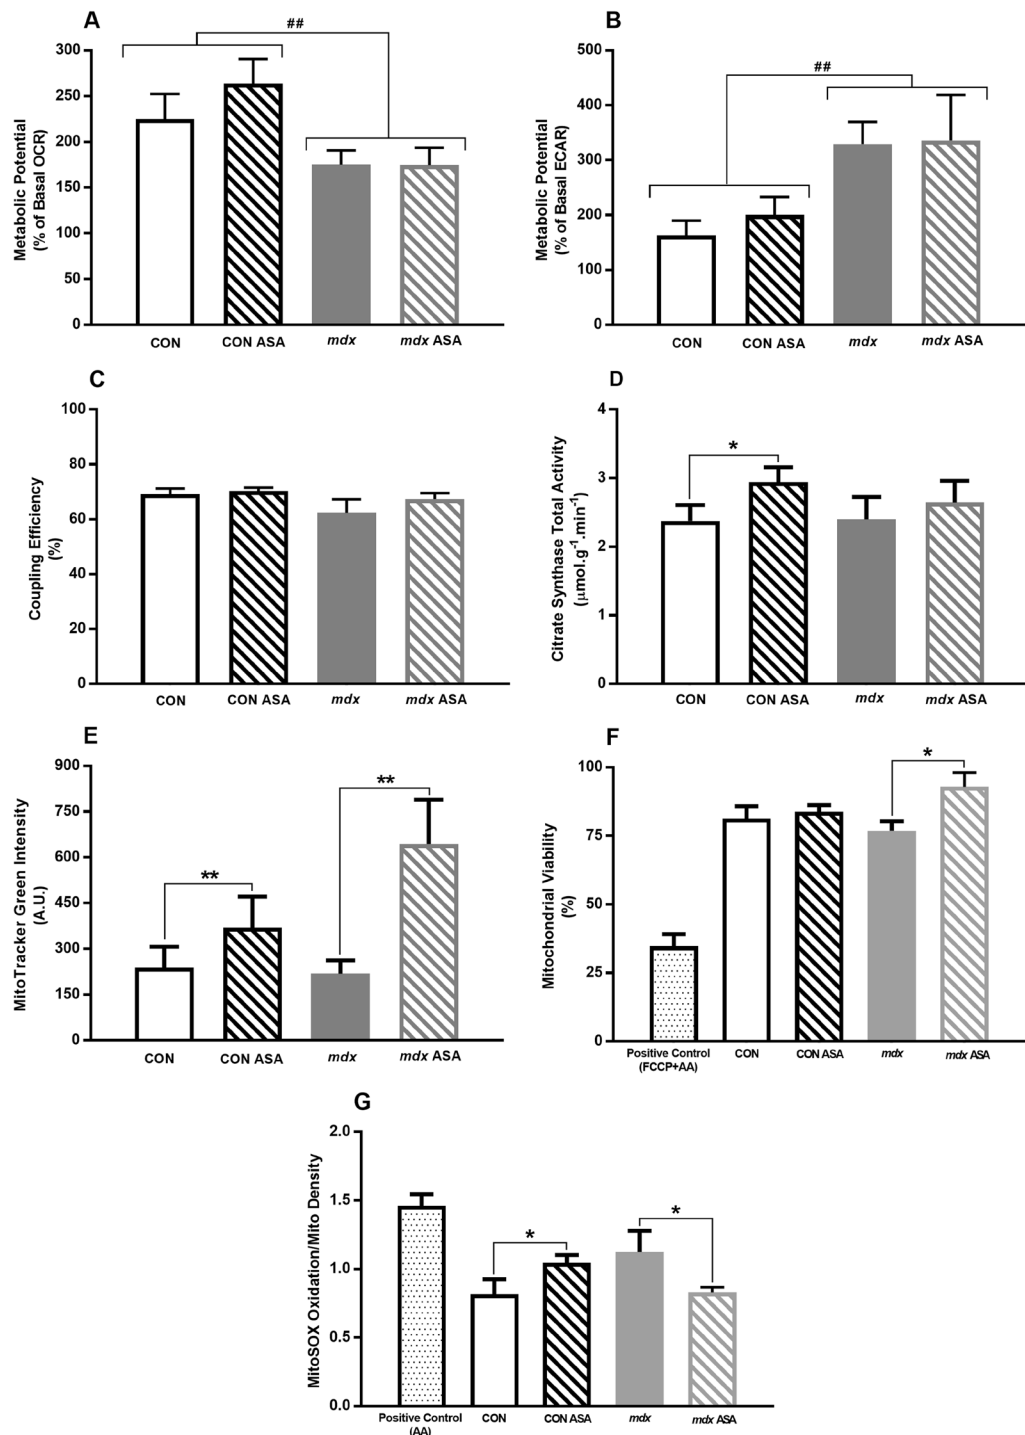 A
##
Metabolic Potential
(% of Basal OCR)
300
250
200
150
100
50
0
CON
CON ASA
mdx
mdx ASA
B
##
Metabolic Potential
(% of Basal ECAR)
500
400
300
200
100
0
CON
CON ASA
mdx
mdx ASA
C
Coupling Efficiency
(%)
100
80
60
40
20
0
CON
CON ASA
mdx
mdx ASA
D
*
Citrate Synthase Total Activity
(μmol.g⁻¹.min⁻¹)
4
3
2
1
0
CON
CON ASA
mdx
mdx ASA
E
**
**
MitoTracker Green Intensity
(A.U.)
900
750
600
450
300
150
0
CON
CON ASA
mdx
mdx ASA
F
*
Mitochondrial Viability
(%)
100
75
50
25
0
Positive Control
(FCCP+AA)
CON
CON ASA
mdx
mdx ASA
G
*
*
MitoSOX Oxidation/Mito Density
2.0
1.5
1.0
0.5
0.0
Positive Control
(AA)
CON
CON ASA
mdx
mdx ASA